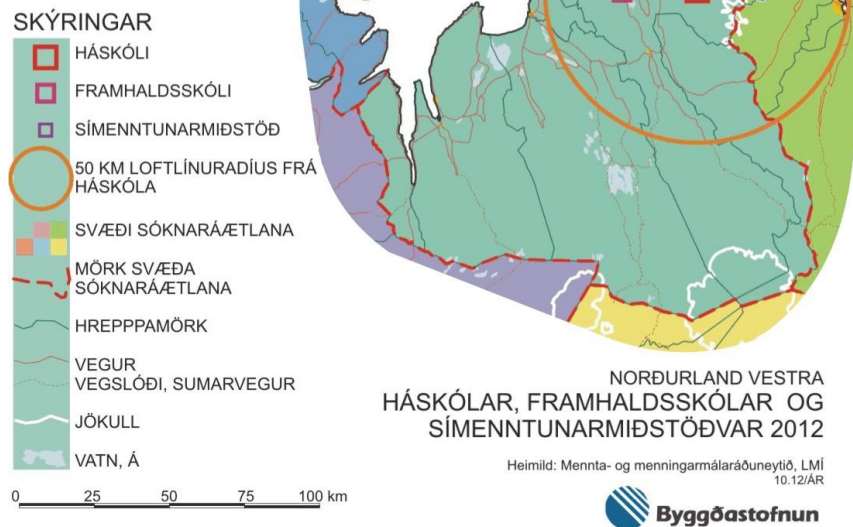 SKÝRINGAR
HÁSKÓLI
FRAMHALDSSKÓLI
SÍMENNTUNARMIÐSTÖÐ
50 KM LOFTLÍNURADÍUS FRÁ
HÁSKÓLA
SVÆÐI SÓKNARÁÆTLANA
MÖRK SVÆÐA
SÓKNARÁÆTLANA
HREPPPAMÖRK
VEGUR
VEGSLÓÐI, SUMARVEGUR
JÖKULL
VATN, Á
0 25 50 75 100 km
NORÐURLAND VESTRA
HÁSKÓLAR, FRAMHALDSSKÓLAR OG
SÍMENNTUNARMIÐSTÖÐVAR 2012
Heimild: Mennta- og menningarmálaráðuneytið, LMÍ
10.12/ÁR
Byggðastofnun